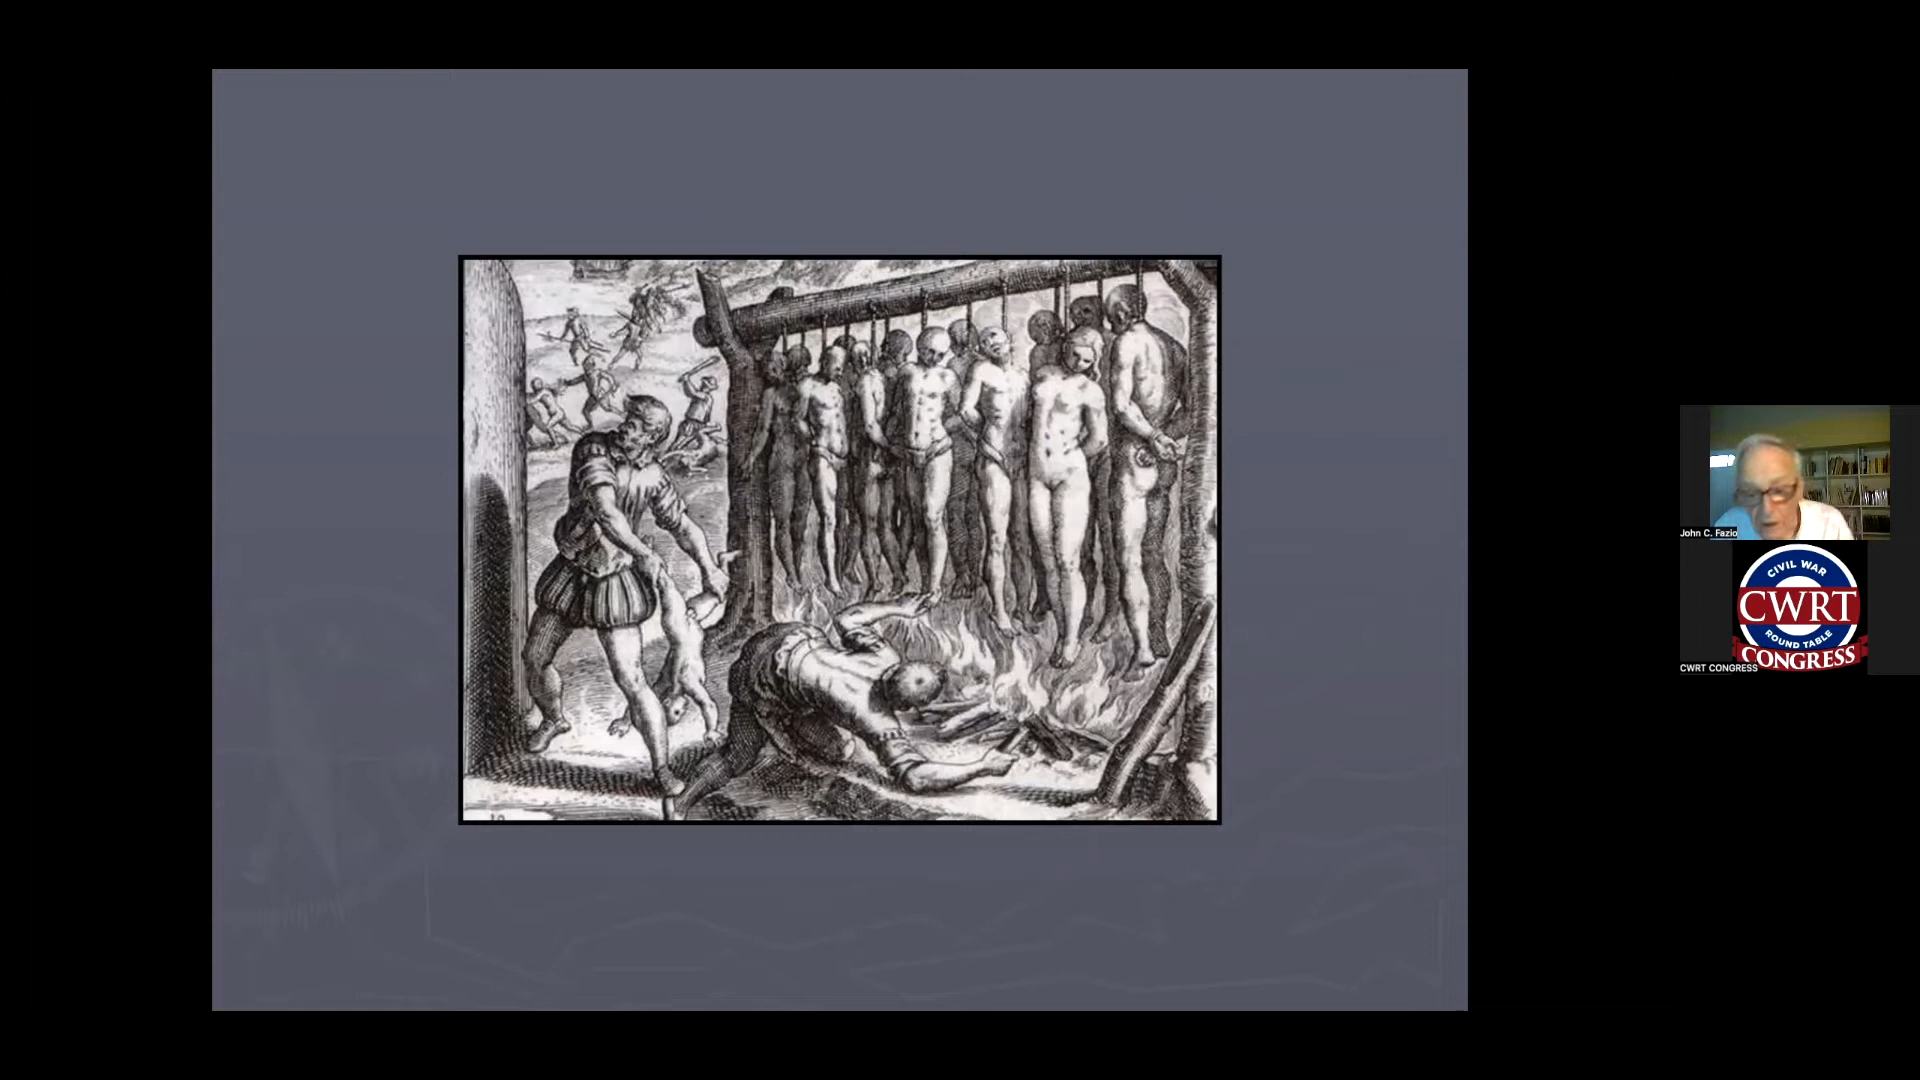 John C. Fazio
CIVIL WAR
CWRT
ROUND TABLE
CONGRESS
CWRT CONGRESS